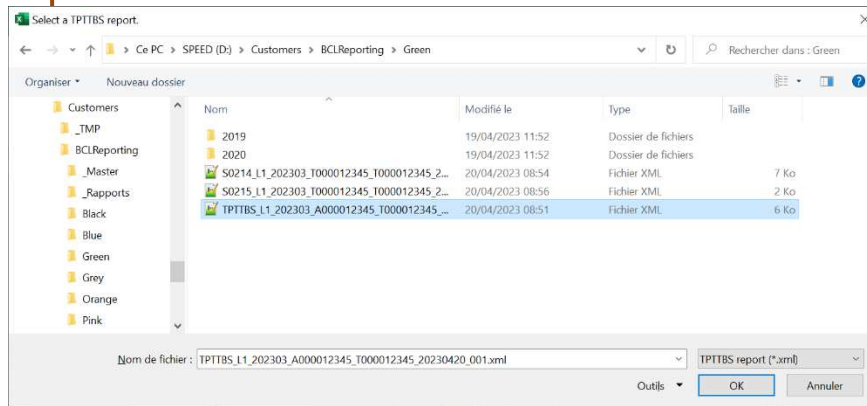 Select a TPTTBS report.
Ce PC > SPEED (D:) > Customers > BCLReporting > Green
Rechercher dans : Green
Organiser Nouveau dossier
Customers
_TMP
BCLReporting
_Master
_Rapports
Black
Blue
Green
Grey
Orange
Pink
Nom Modifié le Type Taille
2019 19/04/2023 11:52 Dossier de fichiers
2020 19/04/2023 11:52 Dossier de fichiers
S0214_L1_202303_T000012345_T000012345_2... 20/04/2023 08:54 Fichier XML 7 Ko
S0215_L1_202303_T000012345_T000012345_2... 20/04/2023 08:56 Fichier XML 2 Ko
TPTTBS_L1_202303_A000012345_T000012345_... 20/04/2023 08:51 Fichier XML 6 Ko
Nom de fichier : TPTTBS_L1_202303_A000012345_T000012345_20230420_001.xml TPTTBS report (*.xml)
Outils OK Annuler